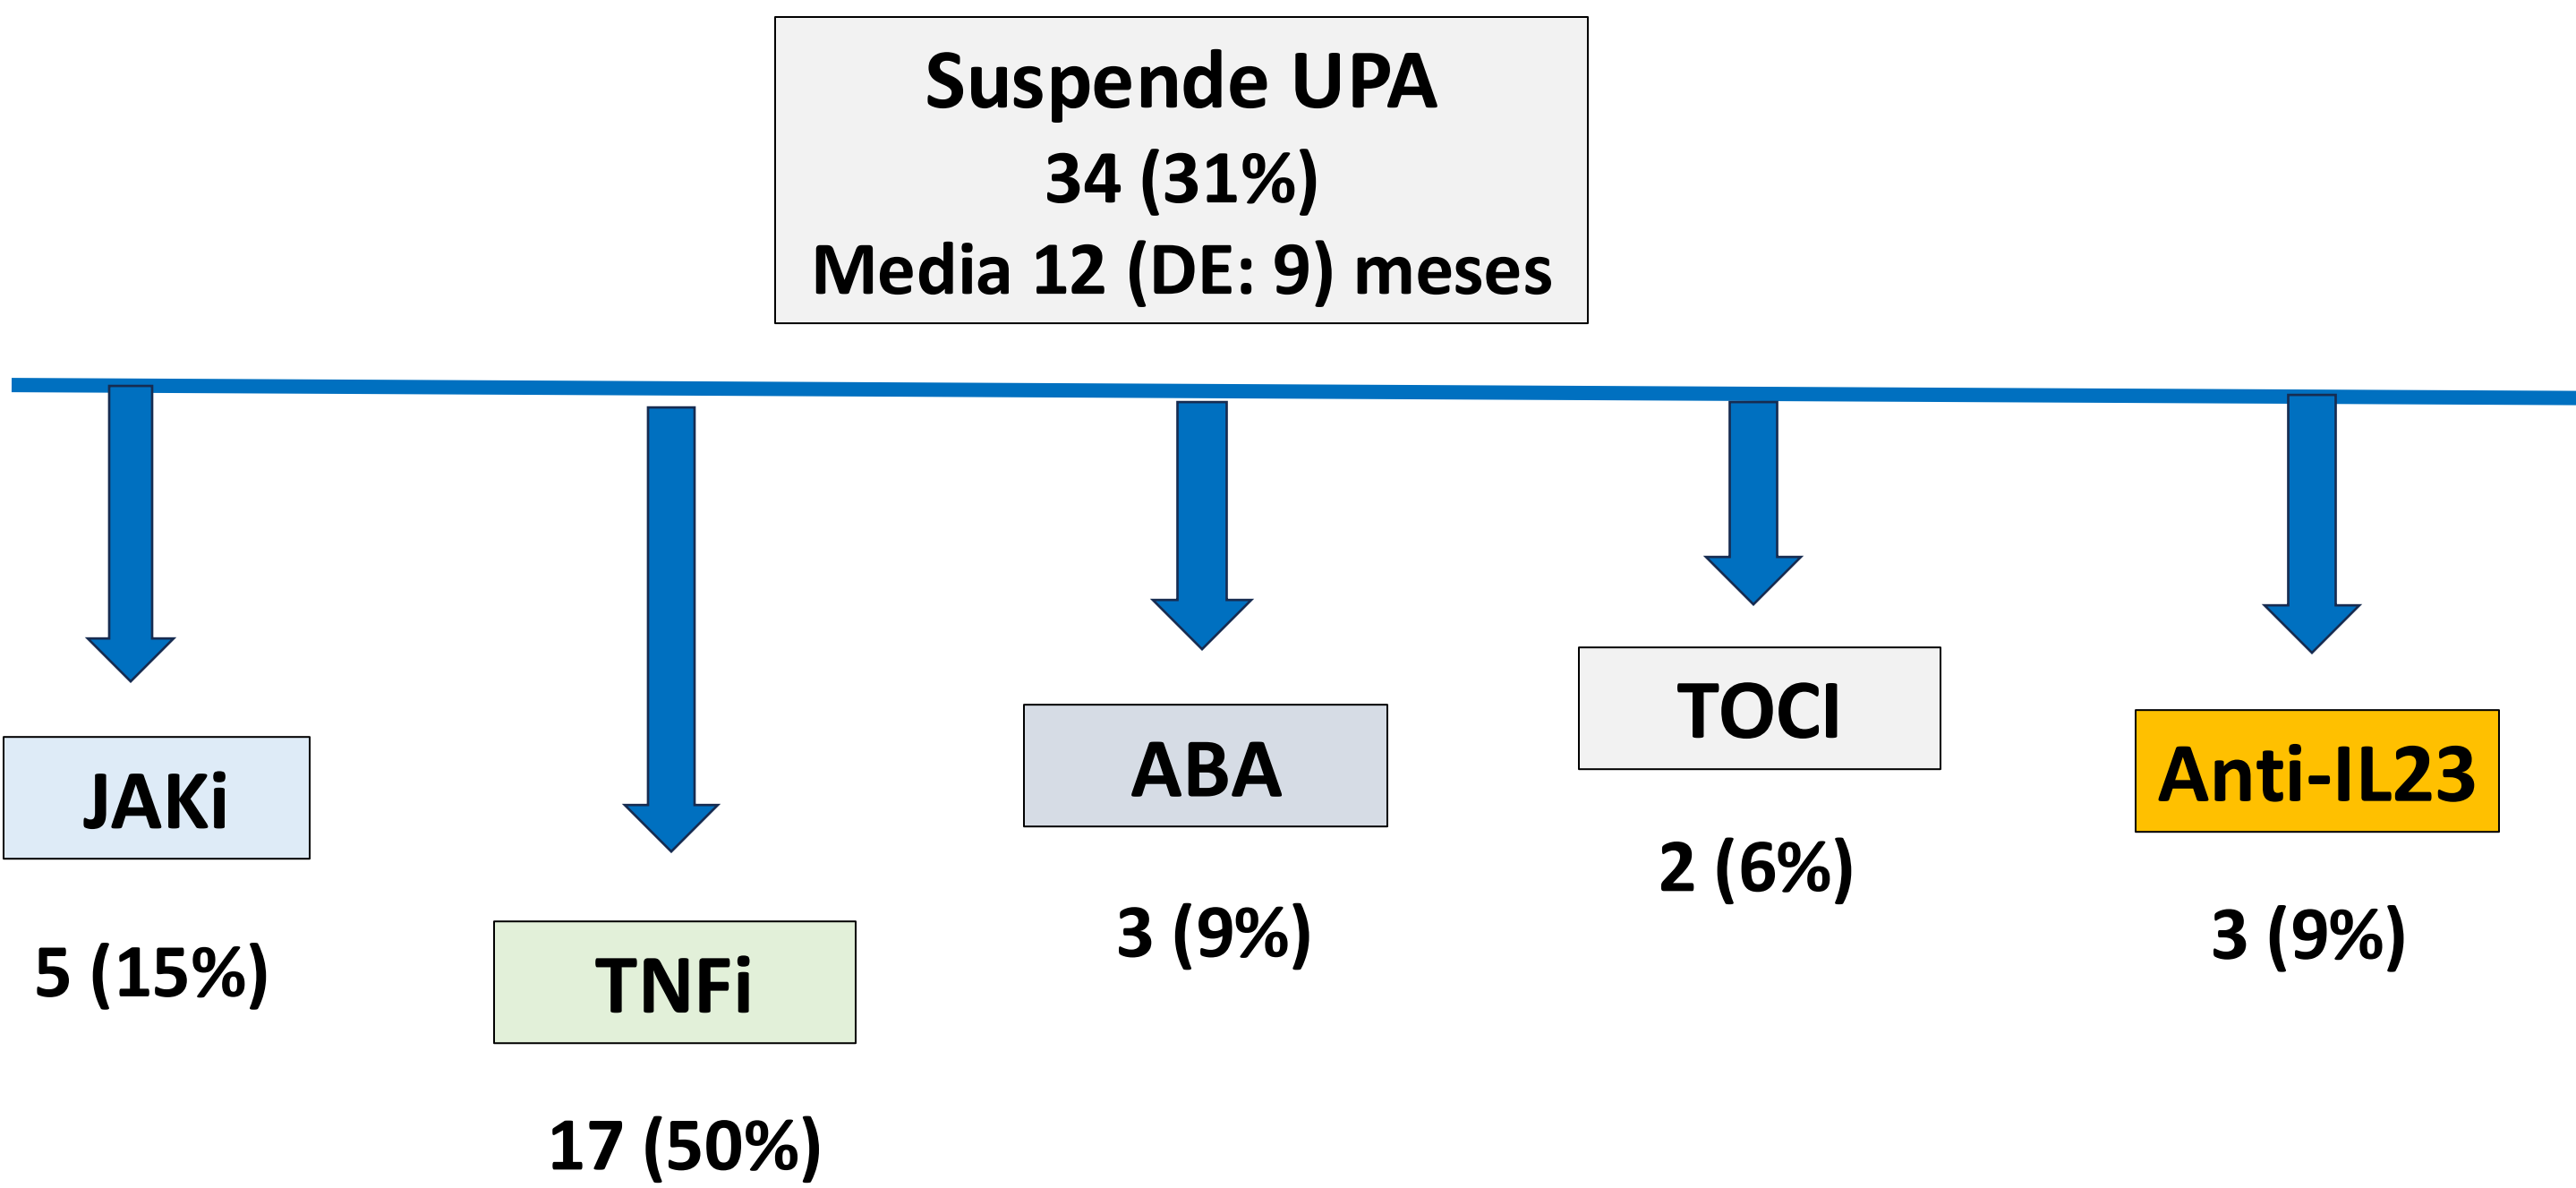 Suspende UPA
34 (31%)
Media 12 (DE: 9) meses
JAKi
5 (15%)
TNFi
17 (50%)
ABA
3 (9%)
TOCI
2 (6%)
Anti-IL23
3 (9%)